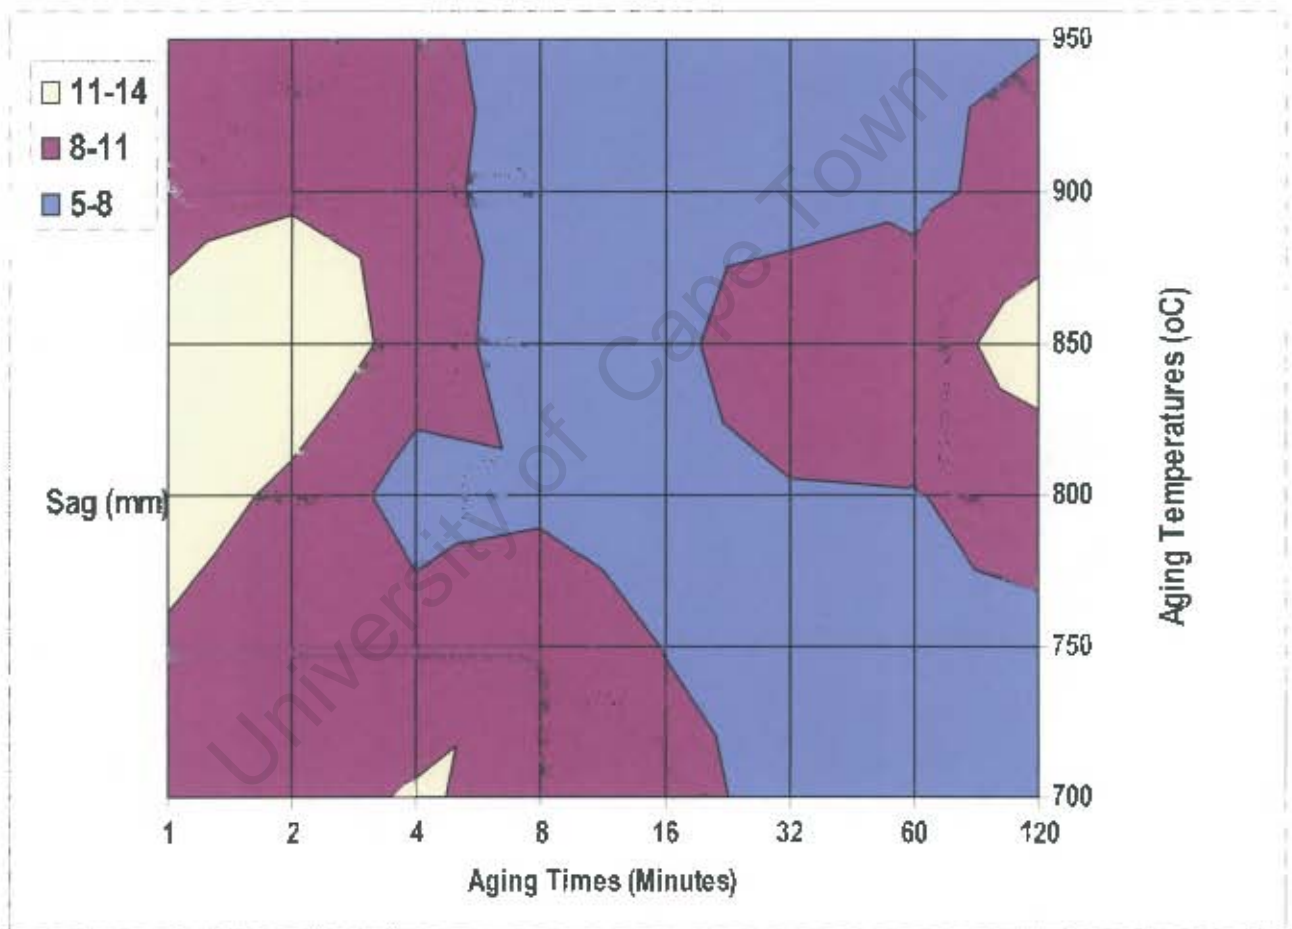 11-14
8-11
5-8
950
900
850
800
750
700
Sag (mm)
Aging Temperatures (oC)
1 2 4 8 16 32 60 120
Aging Times (Minutes)
University of Cape Town